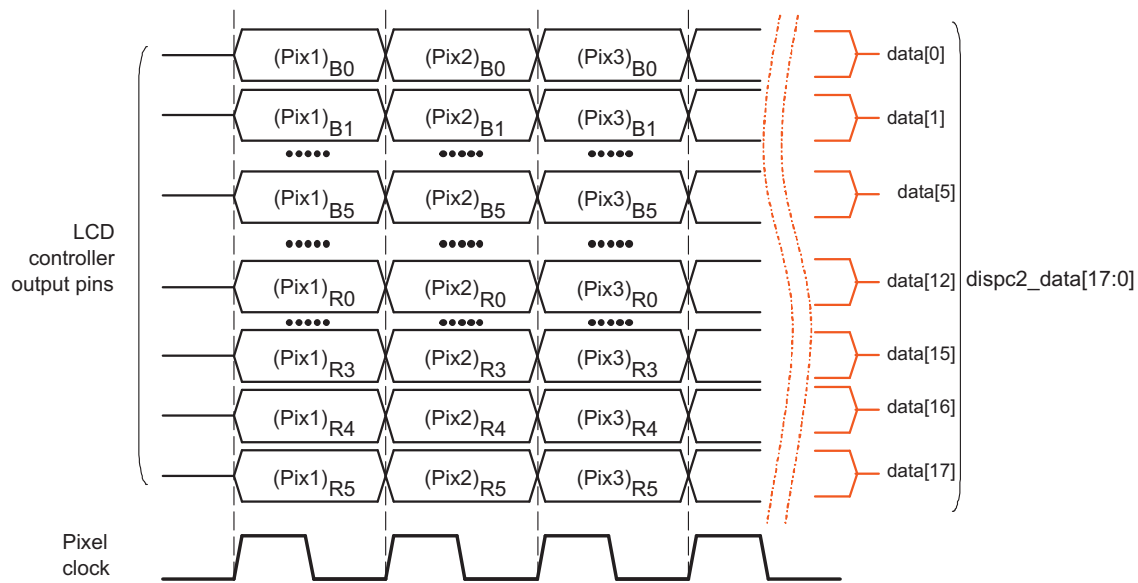 (Pix1)B0 (Pix2)B0 (Pix3)B0 data[0]
(Pix1)B1 (Pix2)B1 (Pix3)B1 data[1]
(Pix1)B5 (Pix2)B5 (Pix3)B5 data[5]
LCD
controller
output pins
(Pix1)R0 (Pix2)R0 (Pix3)R0 data[12] dispc2_data[17:0]
(Pix1)R3 (Pix2)R3 (Pix3)R3 data[15]
(Pix1)R4 (Pix2)R4 (Pix3)R4 data[16]
(Pix1)R5 (Pix2)R5 (Pix3)R5 data[17]
Pixel
clock